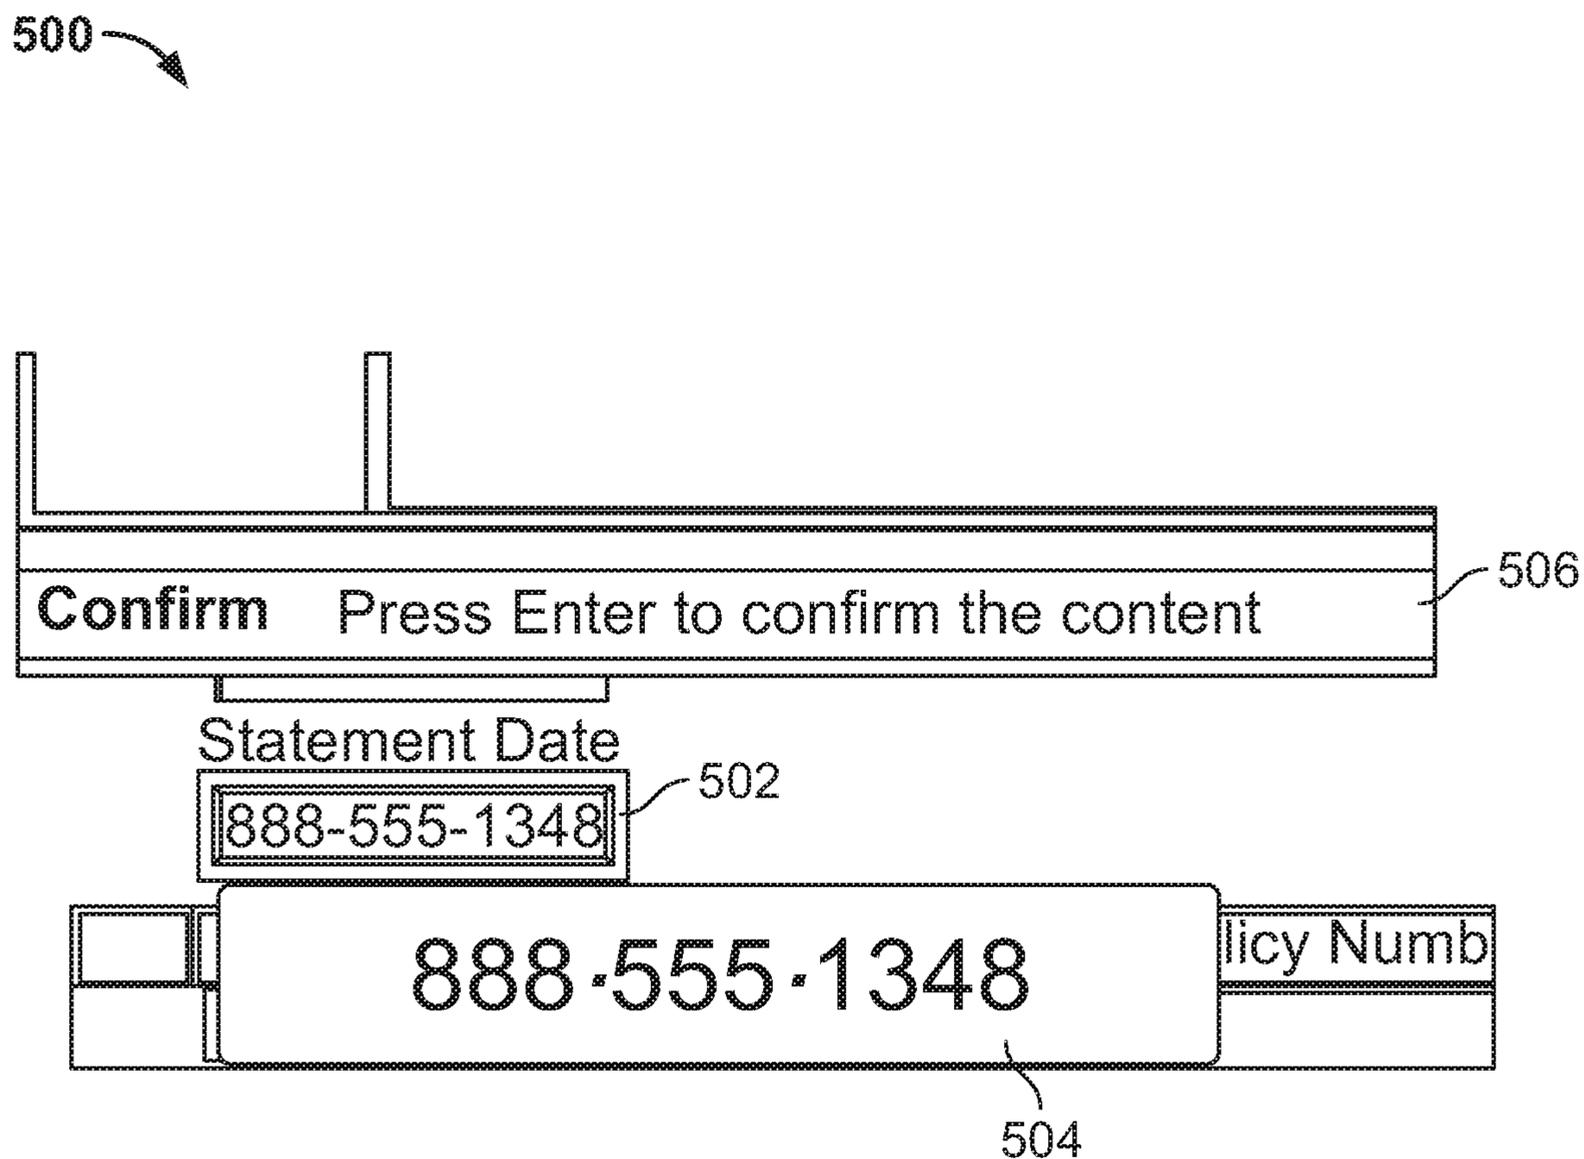 500
506
Confirm Press Enter to confirm the content
Statement Date
502
888-555-1348
licy Numb
888·555·1348
504